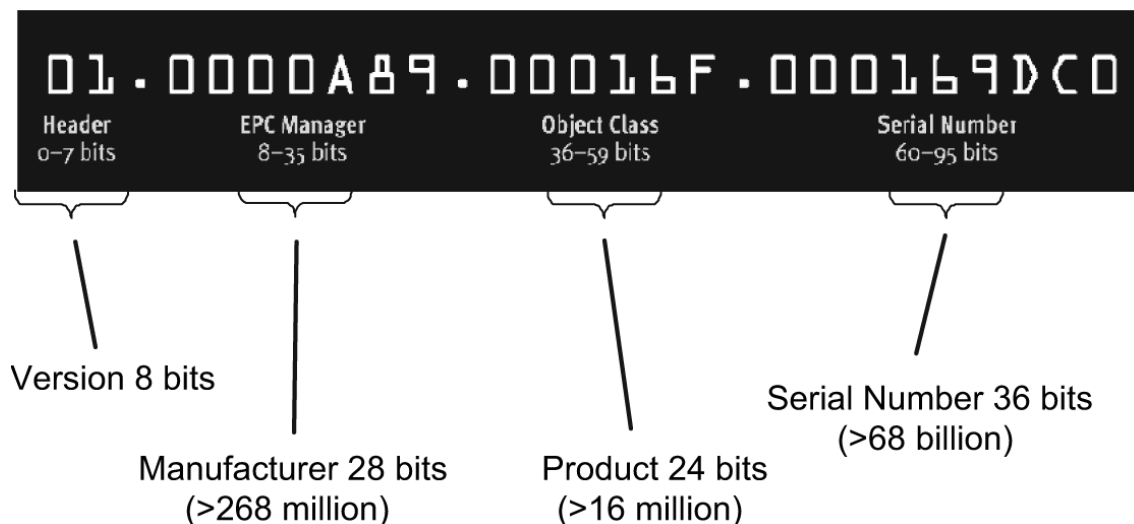 01.0000A89.00016F.000169DC0
Header EPC Manager Object Class Serial Number
0–7 bits 8–35 bits 36–59 bits 60–95 bits
Version 8 bits
Serial Number 36 bits
(>68 billion)
Manufacturer 28 bits
(>268 million)
Product 24 bits
(>16 million)